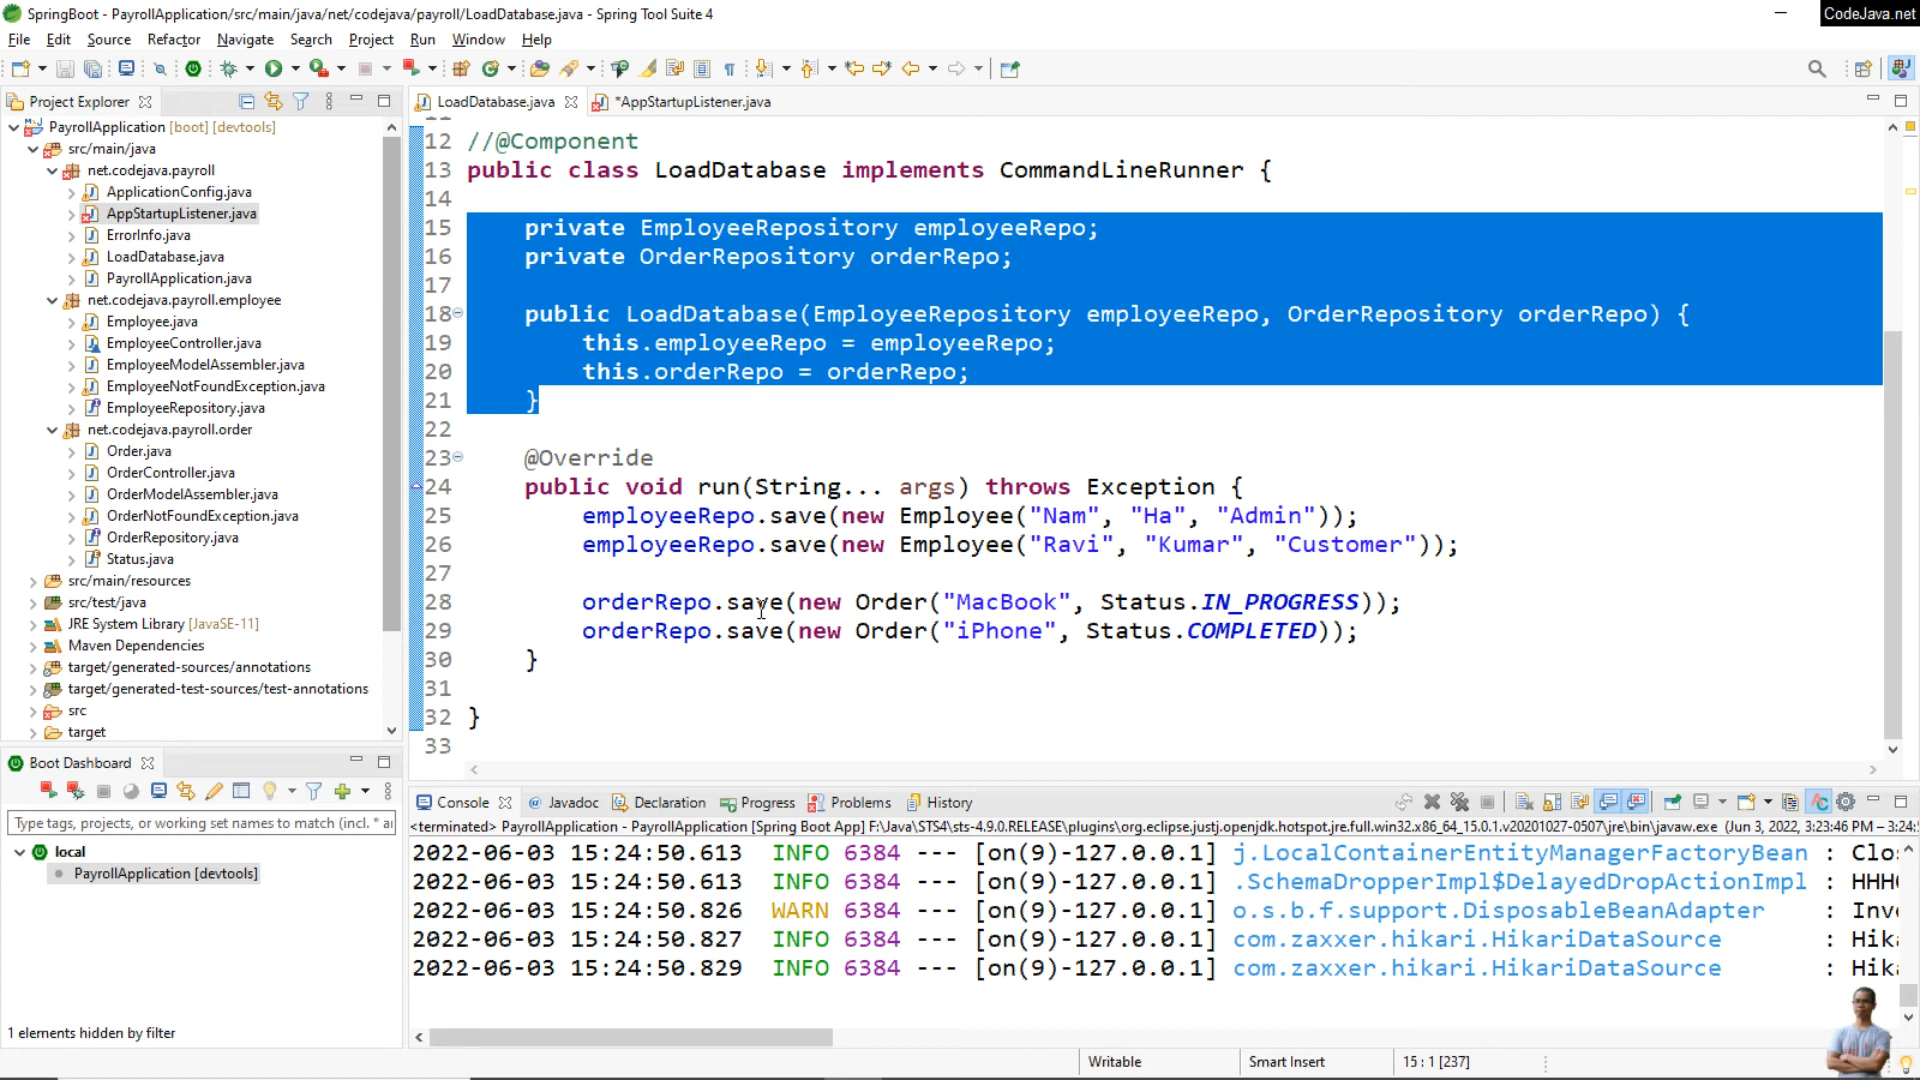 SpringBoot - PayrollApplication/src/main/java/net/codejava/payroll/LoadDatabase.java - Spring Tool Suite 4
CodeJava.net
File Edit Source Refactor Navigate Search Project Run Window Help
Project Explorer
LoadDatabase.java
*AppStartupListener.java
PayrollApplication [boot] [devtools]
src/main/java
net.codejava.payroll
ApplicationConfig.java
AppStartupListener.java
ErrorInfo.java
LoadDatabase.java
PayrollApplication.java
net.codejava.payroll.employee
Employee.java
EmployeeController.java
EmployeeModelAssembler.java
EmployeeNotFoundException.java
EmployeeRepository.java
net.codejava.payroll.order
Order.java
OrderController.java
OrderModelAssembler.java
OrderNotFoundException.java
OrderRepository.java
Status.java
src/main/resources
src/test/java
JRE System Library [JavaSE-11]
Maven Dependencies
target/generated-sources/annotations
target/generated-test-sources/test-annotations
src
target
12 //@Component
13 public class LoadDatabase implements CommandLineRunner {
14
15 private EmployeeRepository employeeRepo;
16 private OrderRepository orderRepo;
17
18 public LoadDatabase(EmployeeRepository employeeRepo, OrderRepository orderRepo) {
19 this.employeeRepo = employeeRepo;
20 this.orderRepo = orderRepo;
21 }
22
23 @Override
24 public void run(String... args) throws Exception {
25 employeeRepo.save(new Employee("Nam", "Ha", "Admin"));
26 employeeRepo.save(new Employee("Ravi", "Kumar", "Customer"));
27
28 orderRepo.save(new Order("MacBook", Status.IN_PROGRESS));
29 orderRepo.save(new Order("iPhone", Status.COMPLETED));
30 }
31
32 }
33
Boot Dashboard
Type tags, projects, or working set names to match (incl. * a
local
PayrollApplication [devtools]
1 elements hidden by filter
Console Javadoc Declaration Progress Problems History
<terminated> PayrollApplication - PayrollApplication [Spring Boot App] F:\Java\STS4\sts-4.9.0.RELEASE\plugins\org.eclipse.justj.openjdk.hotspot.jre.full.win32.x86_64_15.0.1.v20201027-0507\jre\bin\javaw.exe (Jun 3, 2022, 3:23:46 PM – 3:24:
2022-06-03 15:24:50.613 INFO 6384 --- [on(9)-127.0.0.1] j.LocalContainerEntityManagerFactoryBean : Clo
2022-06-03 15:24:50.613 INFO 6384 --- [on(9)-127.0.0.1] .SchemaDropperImpl$DelayedDropActionImpl : HHH
2022-06-03 15:24:50.826 WARN 6384 --- [on(9)-127.0.0.1] o.s.b.f.support.DisposableBeanAdapter : Inv
2022-06-03 15:24:50.827 INFO 6384 --- [on(9)-127.0.0.1] com.zaxxer.hikari.HikariDataSource : Hik
2022-06-03 15:24:50.829 INFO 6384 --- [on(9)-127.0.0.1] com.zaxxer.hikari.HikariDataSource : Hik
Writable Smart Insert 15 : 1 [237]